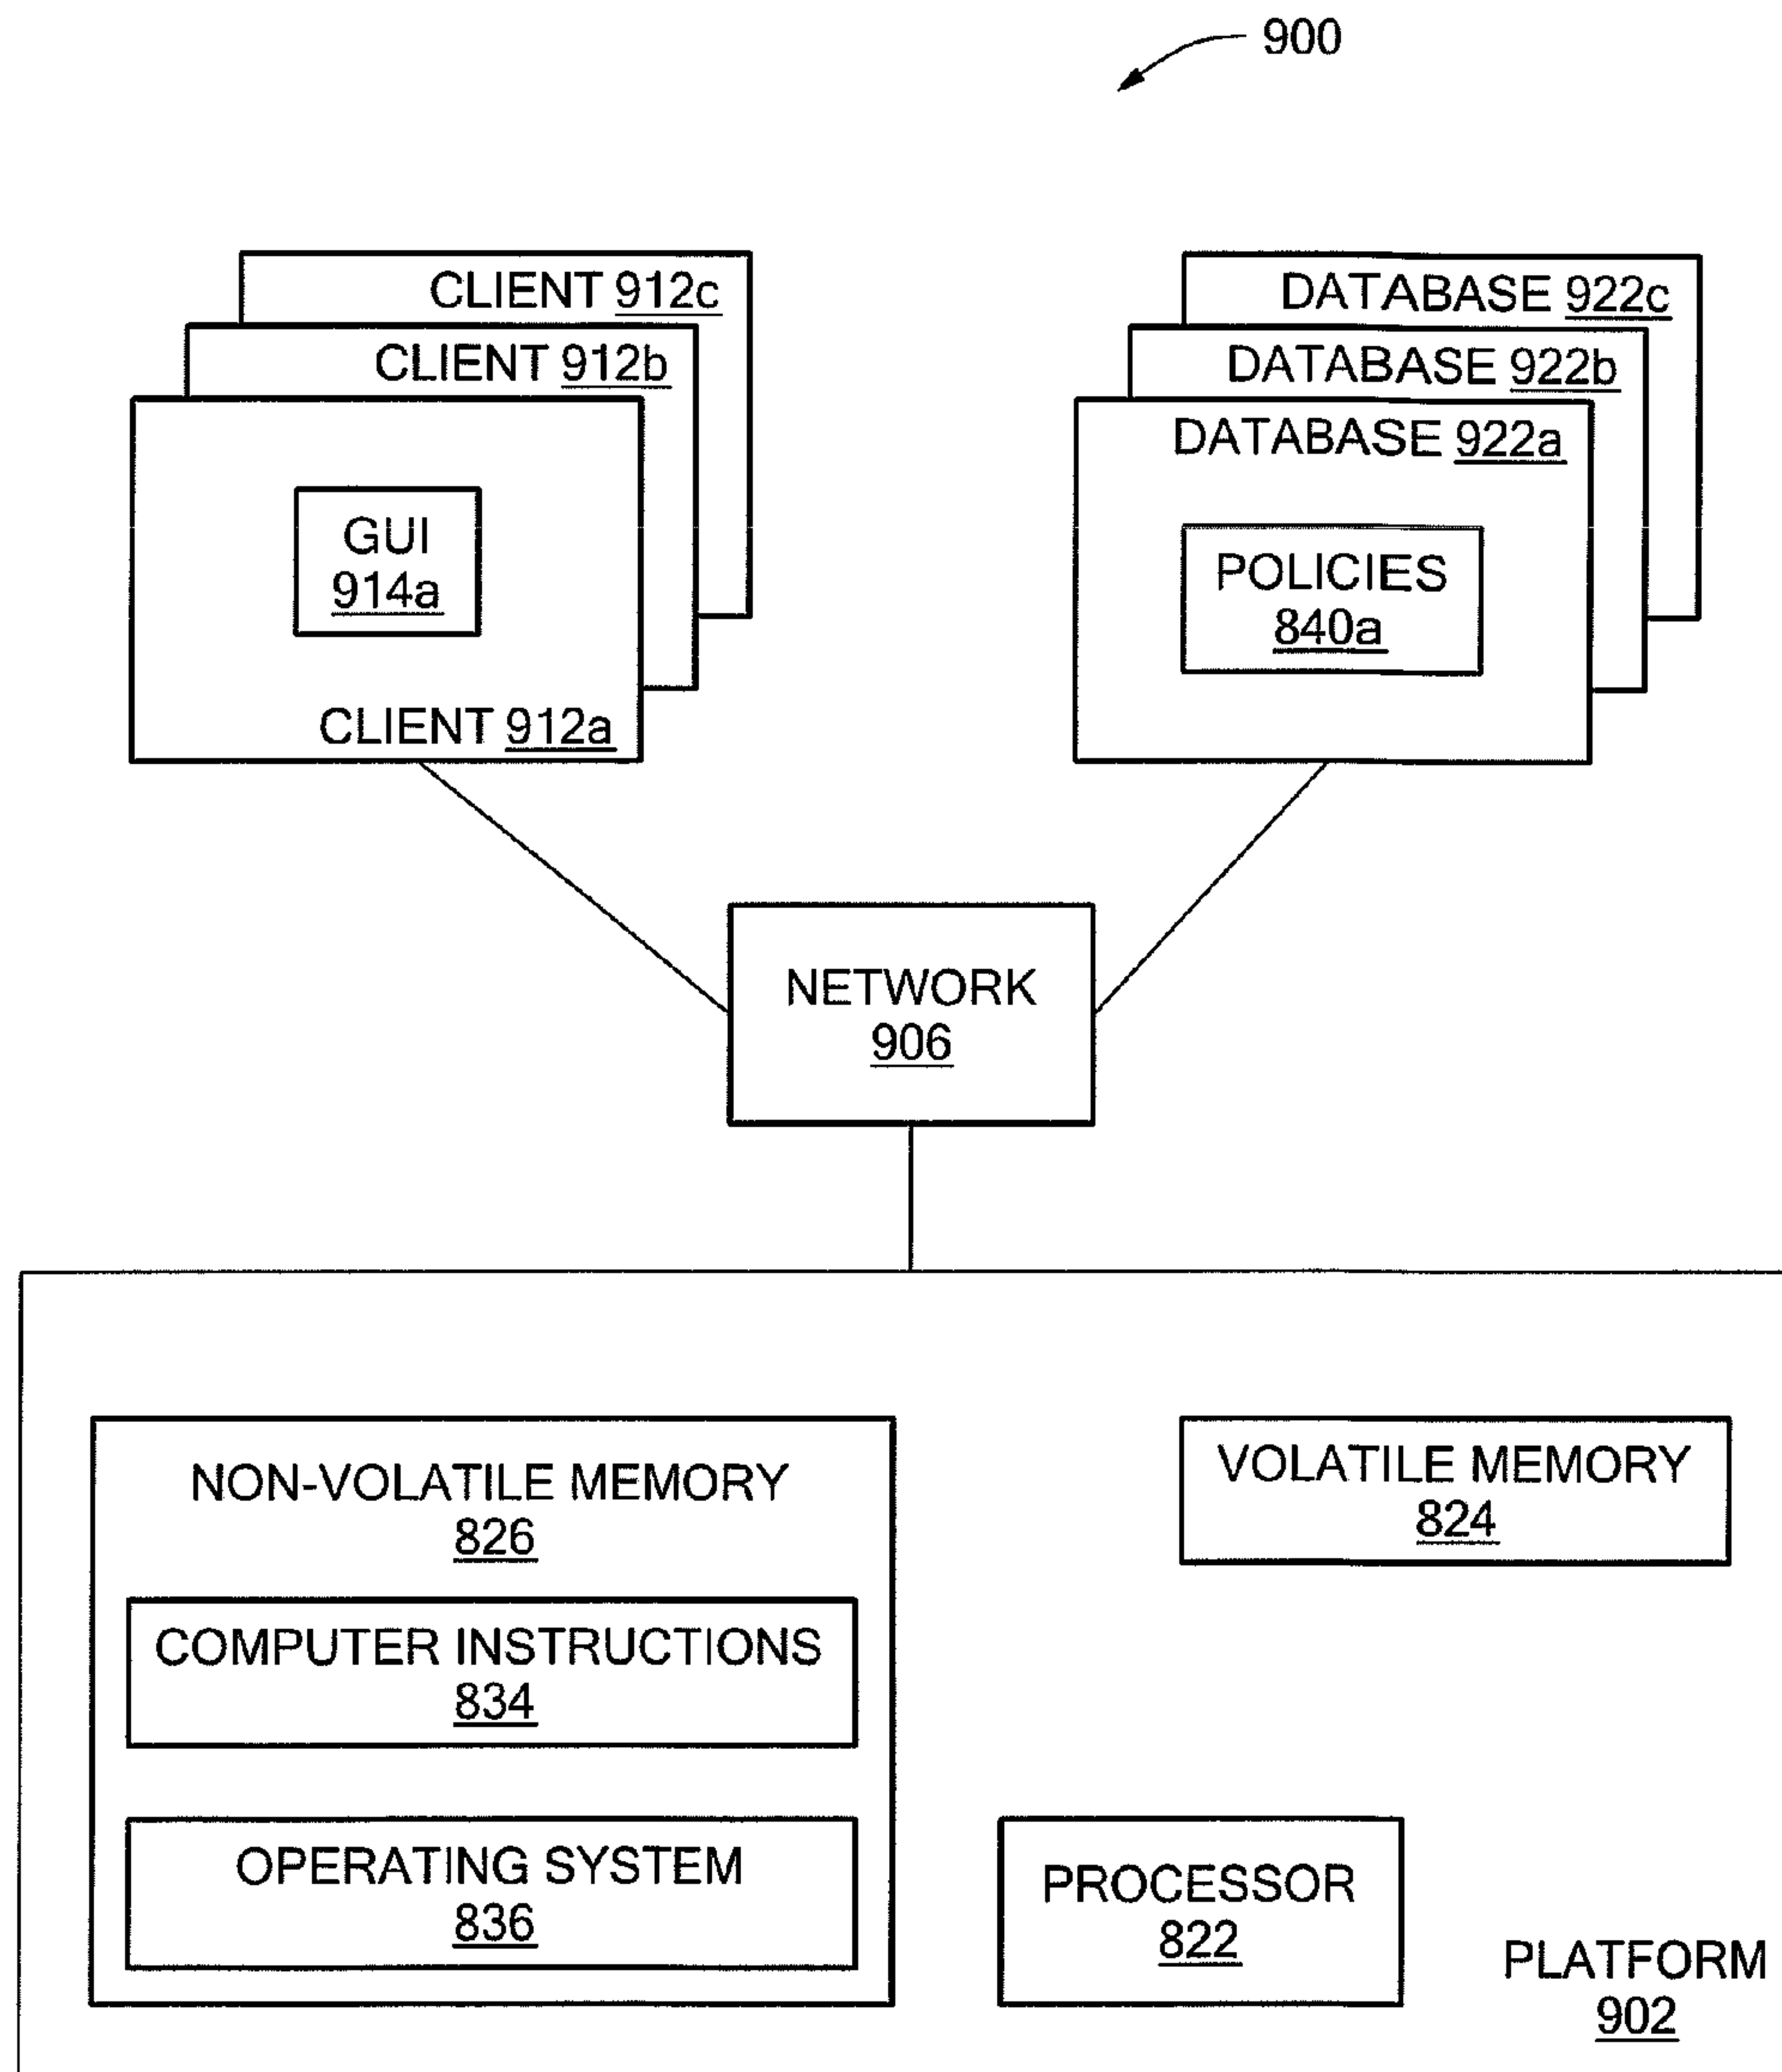 900
CLIENT 912c
CLIENT 912b
GUI
914a
CLIENT 912a
DATABASE 922c
DATABASE 922b
DATABASE 922a
POLICIES
840a
NETWORK
906
NON-VOLATILE MEMORY
826
COMPUTER INSTRUCTIONS
834
OPERATING SYSTEM
836
VOLATILE MEMORY
824
PROCESSOR
822
PLATFORM
902